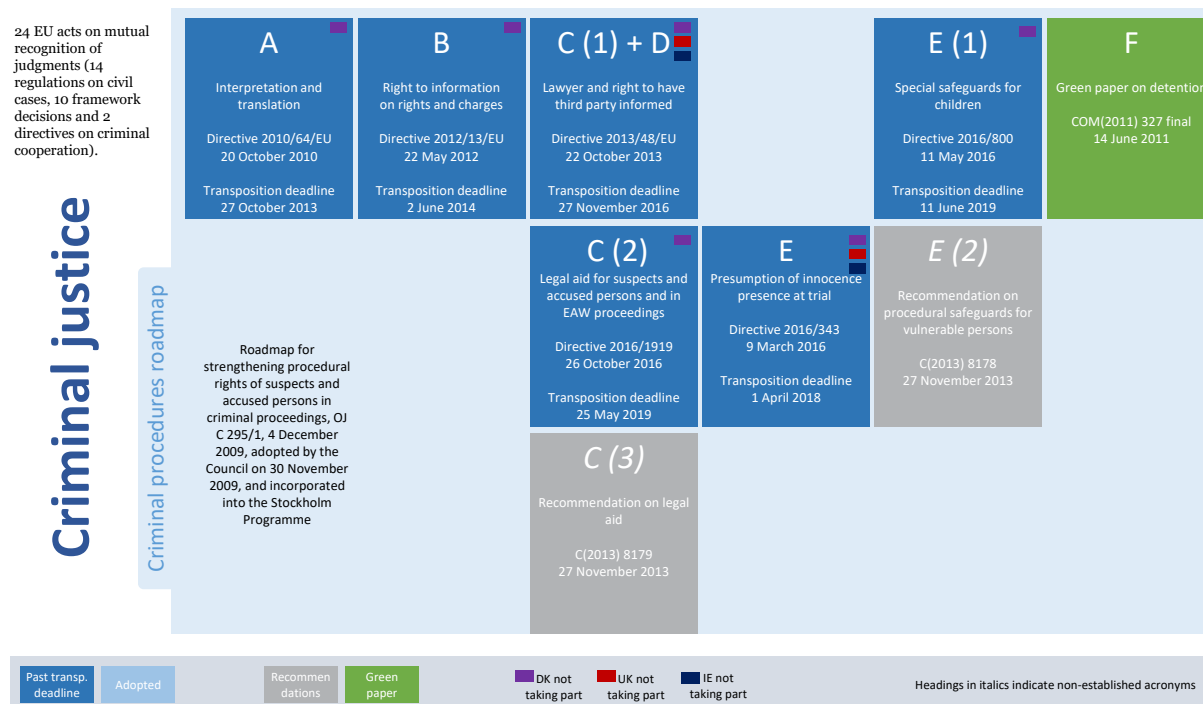 24 EU acts on mutual
recognition of
judgments (14
regulations on civil
cases, 10 framework
decisions and 2
directives on criminal
cooperation).
Criminal justice
Criminal procedures roadmap
A
Interpretation and
translation
Directive 2010/64/EU
20 October 2010
Transposition deadline
27 October 2013
B
Right to information
on rights and charges
Directive 2012/13/EU
22 May 2012
Transposition deadline
2 June 2014
C (1) + D
Lawyer and right to have
third party informed
Directive 2013/48/EU
22 October 2013
Transposition deadline
27 November 2016
E (1)
Special safeguards for
children
Directive 2016/800
11 May 2016
Transposition deadline
11 June 2019
F
Green paper on detention
COM(2011) 327 final
14 June 2011
Roadmap for
strengthening procedural
rights of suspects and
accused persons in
criminal proceedings, OJ
C 295/1, 4 December
2009, adopted by the
Council on 30 November
2009, and incorporated
into the Stockholm
Programme
C (2)
Legal aid for suspects and
accused persons and in
EAW proceedings
Directive 2016/1919
26 October 2016
Transposition deadline
25 May 2019
E
Presumption of innocence
presence at trial
Directive 2016/343
9 March 2016
Transposition deadline
1 April 2018
E (2)
Recommendation on
procedural safeguards for
vulnerable persons
C(2013) 8178
27 November 2013
C (3)
Recommendation on legal
aid
C(2013) 8179
27 November 2013
Past transp.
deadline
Adopted
Recommen
dations
Green
paper
DK not
taking part
UK not
taking part
IE not
taking part
Headings in italics indicate non-established acronyms